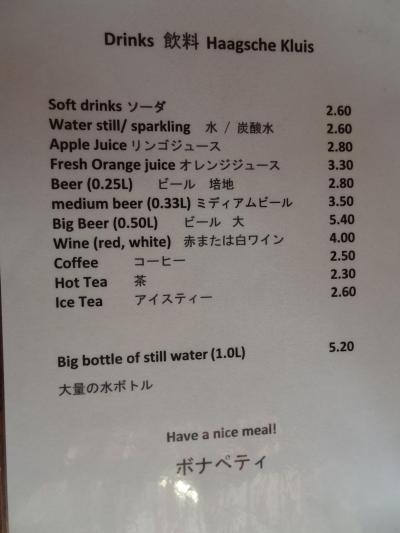 Drinks 飲料 Haagsche Kluis
Soft drinks ソーダ 2.60
Water still/ sparkling 水 / 炭酸水 2.60
Apple Juice リンゴジュース 2.80
Fresh Orange juice オレンジジュース 3.30
Beer (0.25L) ビール 培地 2.80
medium beer (0.33L) ミディアムビール 3.50
Big Beer (0.50L) ビール 大 5.40
Wine (red, white) 赤または白ワイン 4.00
Coffee コーヒー 2.50
Hot Tea 茶 2.30
Ice Tea アイスティー 2.60
Big bottle of still water (1.0L) 5.20
大量の水ボトル
Have a nice meal!
ボナペティ